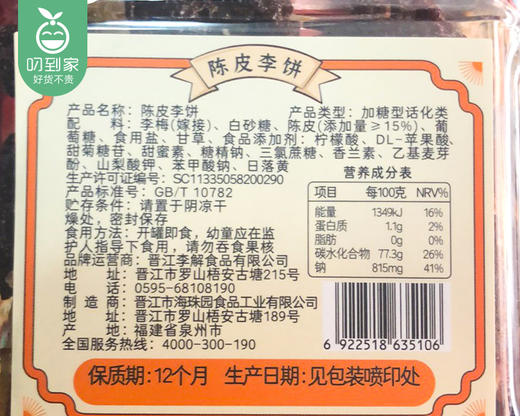 叨到家
好货不贵
陈皮李饼
产品名称：陈皮李饼 产品类型：加糖型话化类
配 料：李梅(嫁接)、白砂糖、陈皮(添加量≥15%)、葡
萄糖、食用盐、甘草、食品添加剂：柠檬酸、DL-苹果酸
甜菊糖苷、甜蜜素、糖精钠、三氯蔗糖、香兰素、乙基麦芽
酚、山梨酸钾、苯甲酸钠、日落黄
生产许可证编号：SC11335058200290
产品标准号：GB/T 10782
贮存条件：请置于阴凉干
燥处，密封保存
食用方法：开罐即食，幼童应在监
护人指导下食用，请勿吞食果核
品牌运营商：晋江李解食品有限公司
地 址：晋江市罗山梧安古塘215号
电 话：0595-68108190
制 造 商：晋江市海珠园食品工业有限公司
地 址：晋江市罗山梧安古塘189号
产 地：福建省泉州市
全国服务热线：4000-300-190
营养成分表
项目 每100克 NRV%
能量 1349kJ 16%
蛋白质 1.1g 2%
脂肪 0g 0%
碳水化合物 77.3g 26%
钠 815mg 41%
6 922518 635106
保质期：12个月 生产日期：见包装喷印处